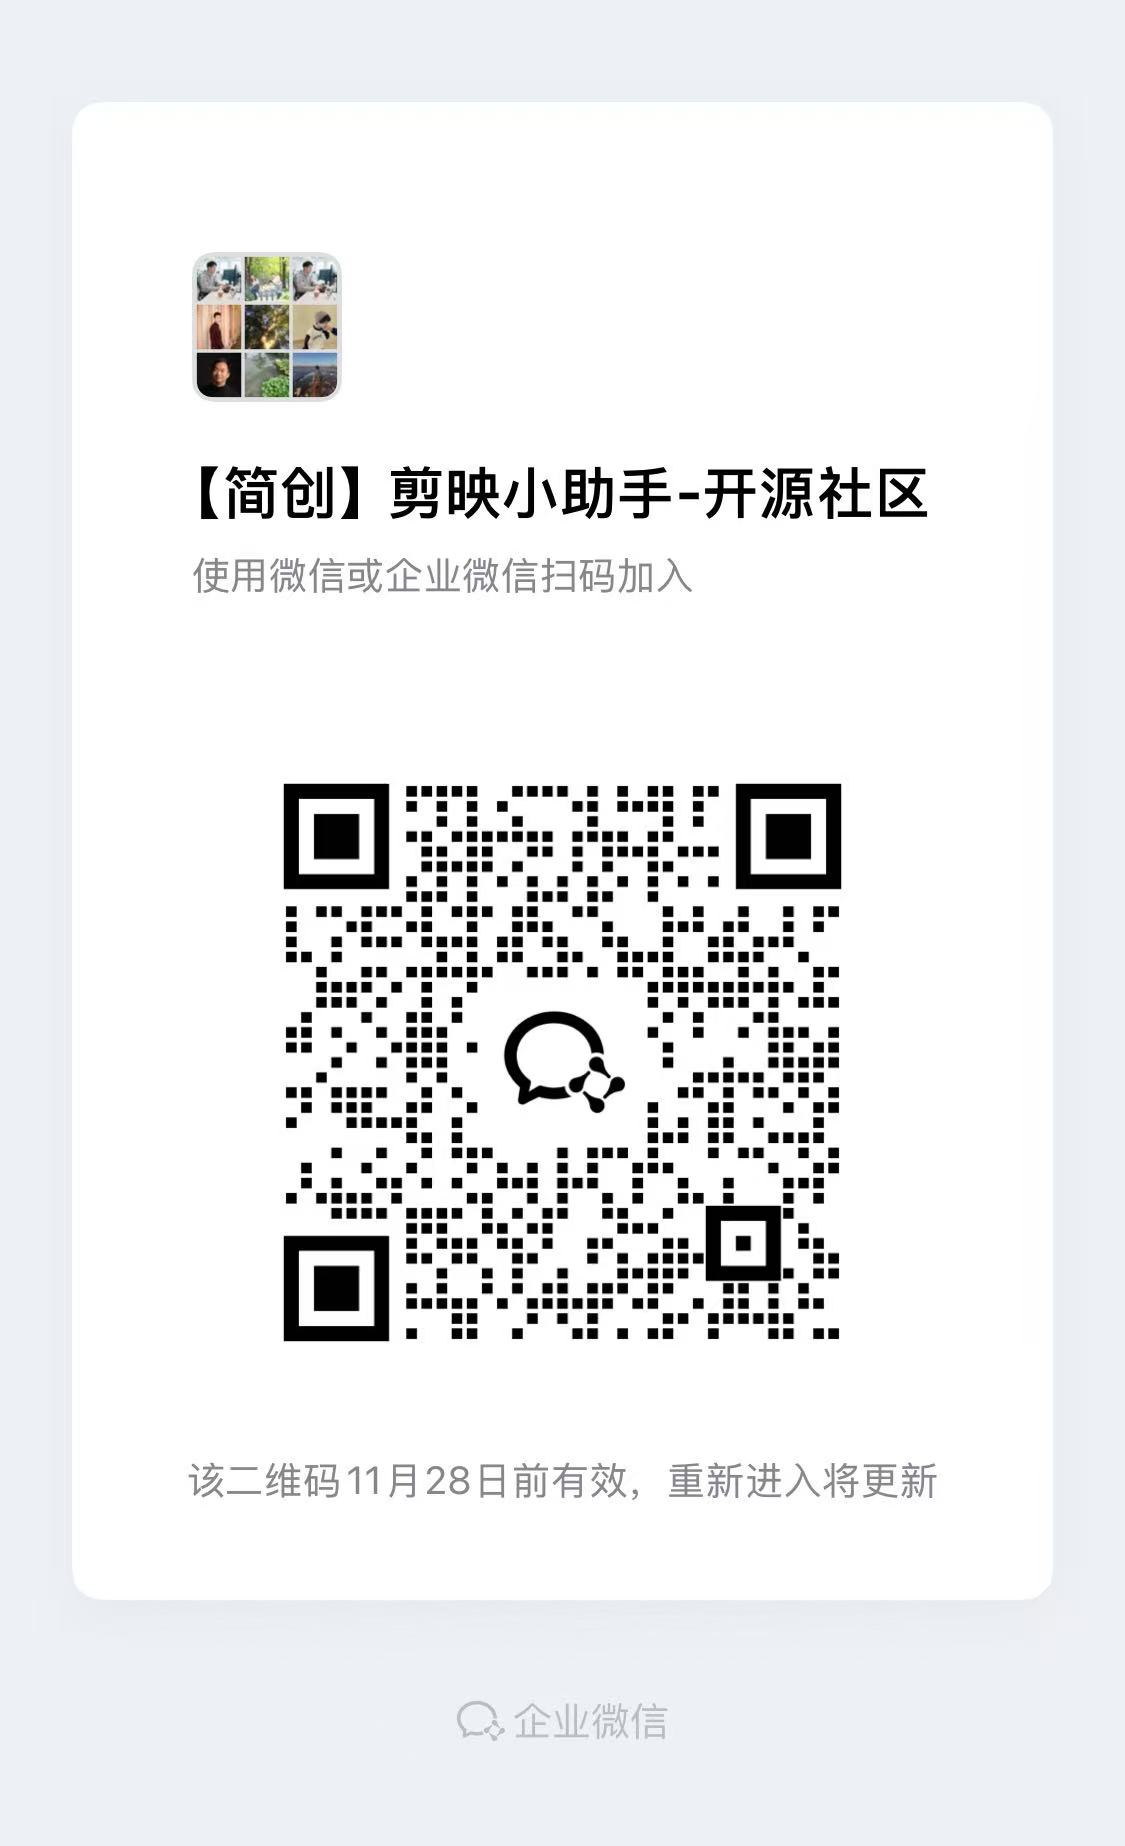 【简创】剪映小助手-开源社区
使用微信或企业微信扫码加入
该二维码11月28日前有效，重新进入将更新
企业微信